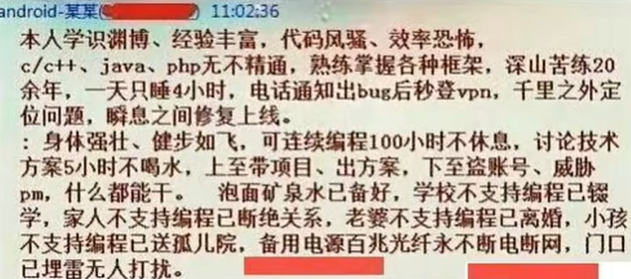 android-某某( 11:02:36
本人学识渊博、经验丰富，代码风骚、效率恐怖，
c/c++、java、php无不精通，熟练掌握各种框架，深山苦练20
余年，一天只睡4小时，电话通知出bug后秒登vpn，千里之外定
位问题，瞬息之间修复上线。
：身体强壮、健步如飞，可连续编程100小时不休息，讨论技术
方案5小时不喝水，上至带项目、出方案，下至盗账号、威胁
pm，什么都能干。 泡面矿泉水已备好，学校不支持编程已辍
学，家人不支持编程已断绝关系，老婆不支持编程已离婚，小孩
不支持编程已送孤儿院，备用电源百兆光纤永不断电断网，门口
已埋雷无人打扰。